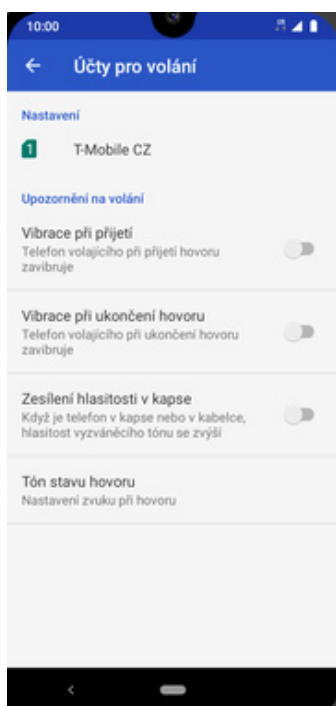 10:00
Účty pro volání
Nastavení
1
T-Mobile CZ
Upozornění na volání
Vibrace při přijetí
Telefon volajícího při přijetí hovoru
zavibruje
Vibrace při ukončení hovoru
Telefon volajícího při ukončení hovoru
zavibruje
Zesílení hlasitosti v kapse
Když je telefon v kapse nebo v kabelce,
hlasitost vyzváněcího tónu se zvýší
Tón stavu hovoru
Nastavení zvuku při hovoru